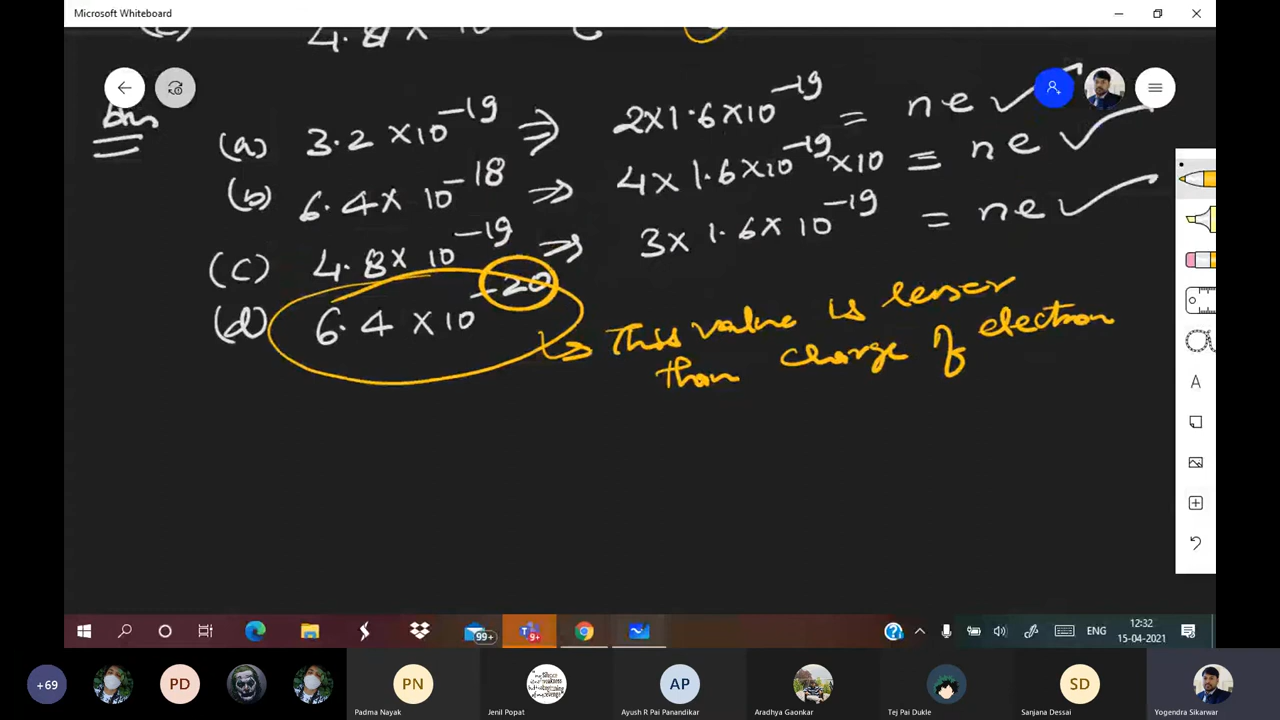 Microsoft Whiteboard
Ans
(a) 3.2 ×10^-19 ⇒ 2×1.6×10^-19 = ne ✓
(b) 6.4× 10^-18 ⇒ 4× 1.6×10^-19×10 = ne ✓
(c) 4.8× 10^-19 ⇒ 3× 1.6× 10^-19 = ne ✓
(d) 6.4 ×10^-20
This value is lesser
than charge of electron
99+
9+
ENG
12:32
15-04-2021
+69
PD
PN
AP
SD
Padma Nayak
Jenil Popat
Ayush R Pai Panandikar
Aradhya Gaonkar
Tej Pai Dukle
Sanjana Dessai
Yogendra Sikarwar